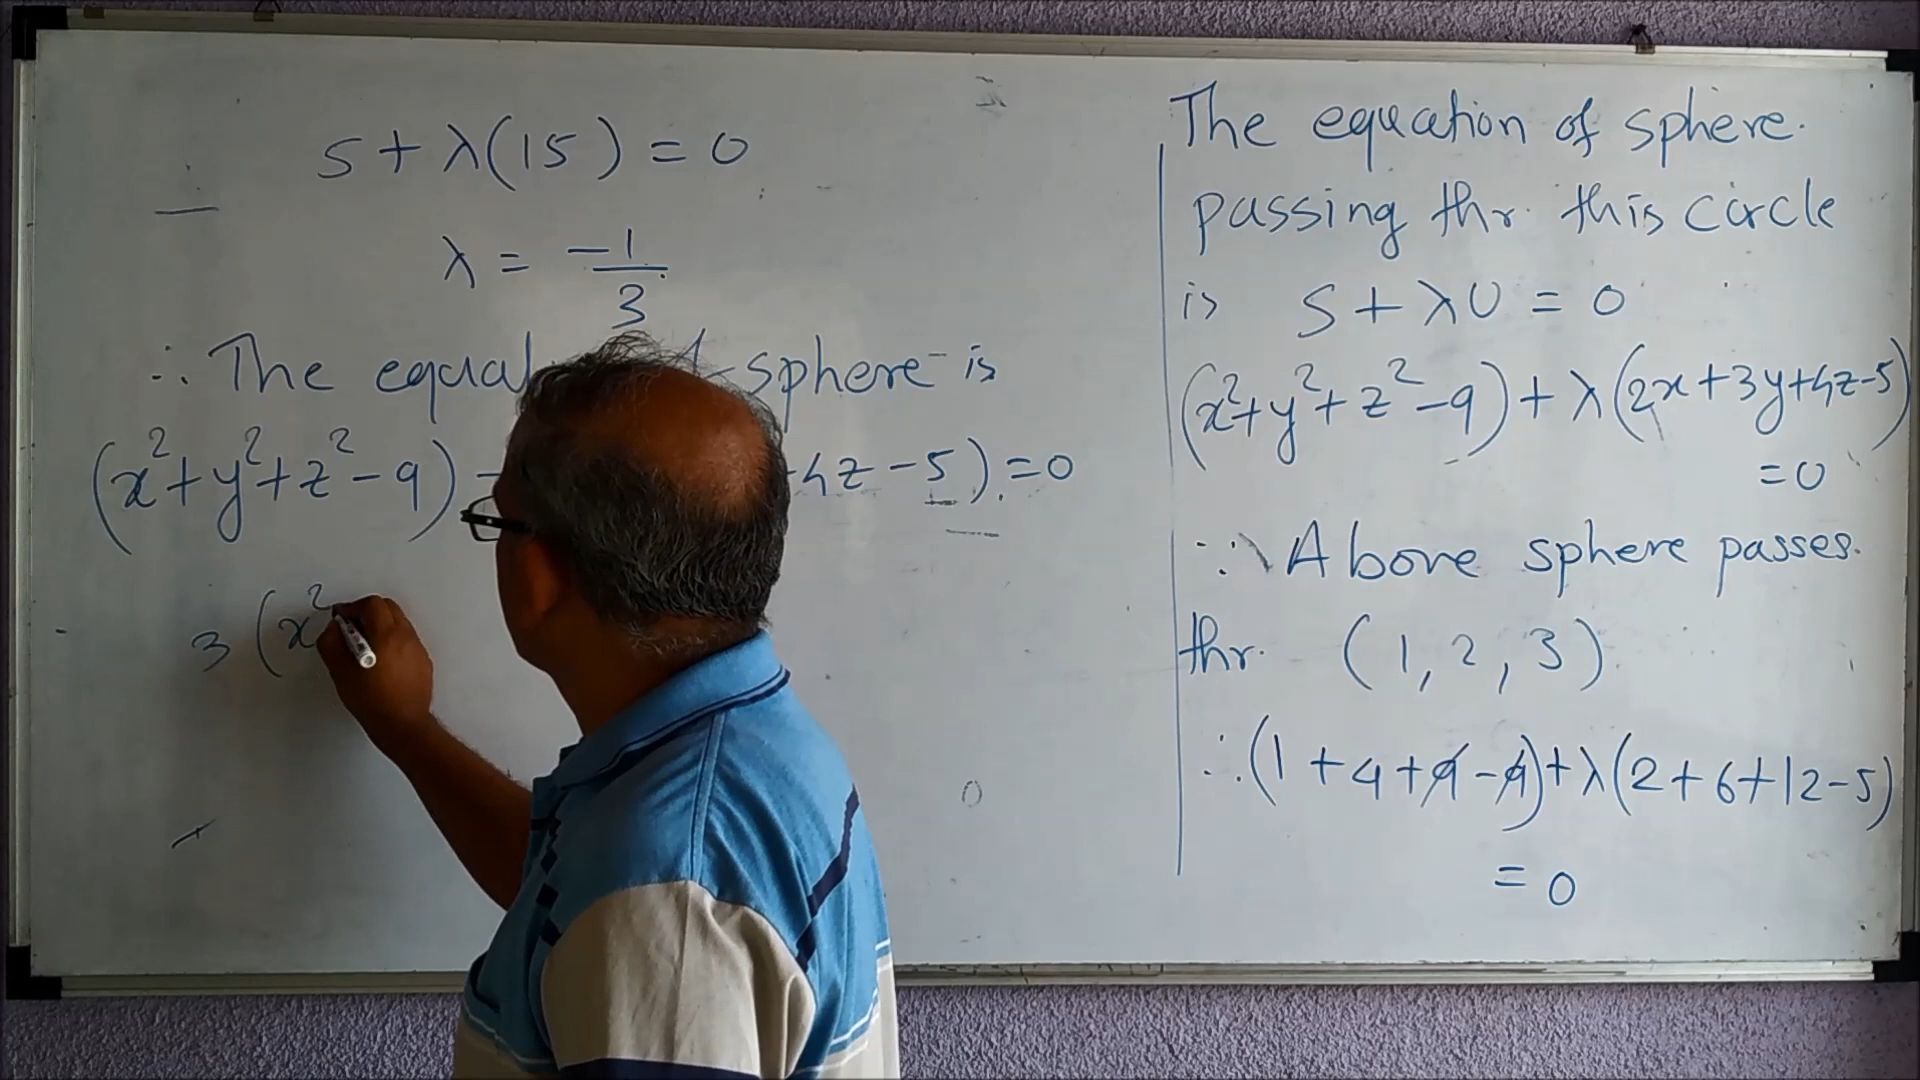 5 + λ(15) = 0
λ = -1/3
∴ The equat sphere is
(x²+y²+z²-9) - 4z-5) = 0
3 (x²
The equation of sphere.
passing thr. this circle
is S + λU = 0
(x²+y²+z²-9) + λ(2x+3y+4z-5)
=0
∵ Above sphere passes.
thr. (1, 2, 3)
∴ (1 + 4 + 9 - 9) + λ(2+6+12-5)
= 0